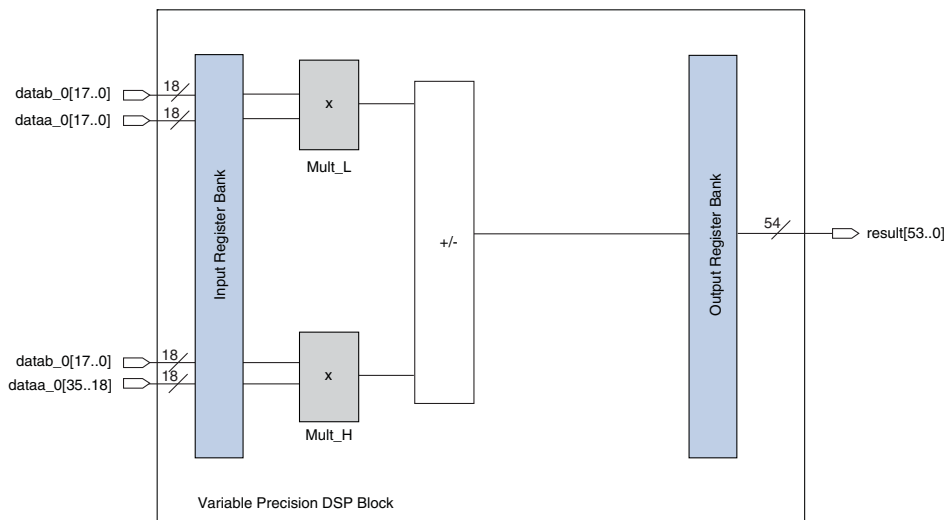 datab_0[17..0]
18
dataa_0[17..0]
18
x
Mult_L
Input Register Bank
+/-
Output Register Bank
54
result[53..0]
datab_0[17..0]
18
dataa_0[35..18]
18
x
Mult_H
Variable Precision DSP Block